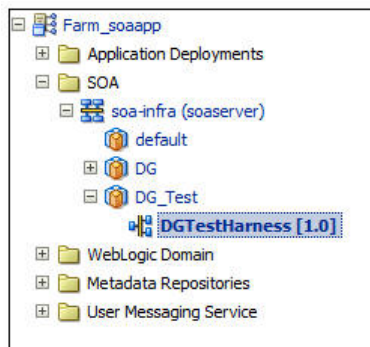 Farm_soaapp
Application Deployments
SOA
soa-infra (soaserver)
default
DG
DG_Test
DGTestHarness [1.0]
WebLogic Domain
Metadata Repositories
User Messaging Service